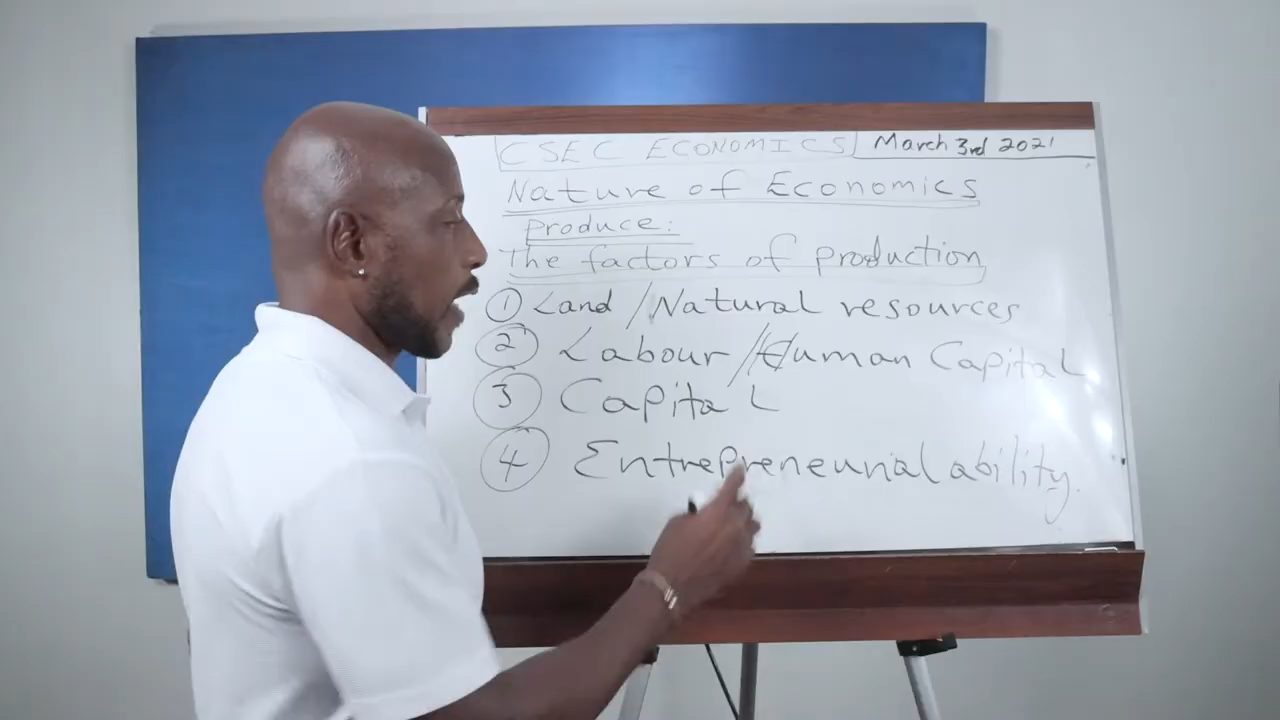 CSEC ECONOMICS March 3rd 2021
Nature of Economics
produce:
The factors of production
1 Land / Natural resources
2 Labour // Human Capital
3 Capital
4 Entrepreneurial ability.